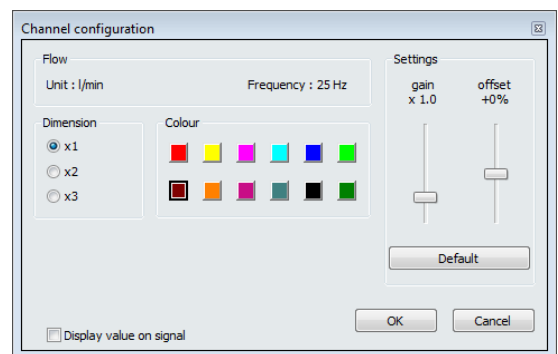 Channel configuration
Flow
Unit : l/min
Frequency : 25 Hz
Settings
gain
x 1.0
offset
+0%
Dimension
x1
x2
x3
Colour
Default
OK
Cancel
Display value on signal